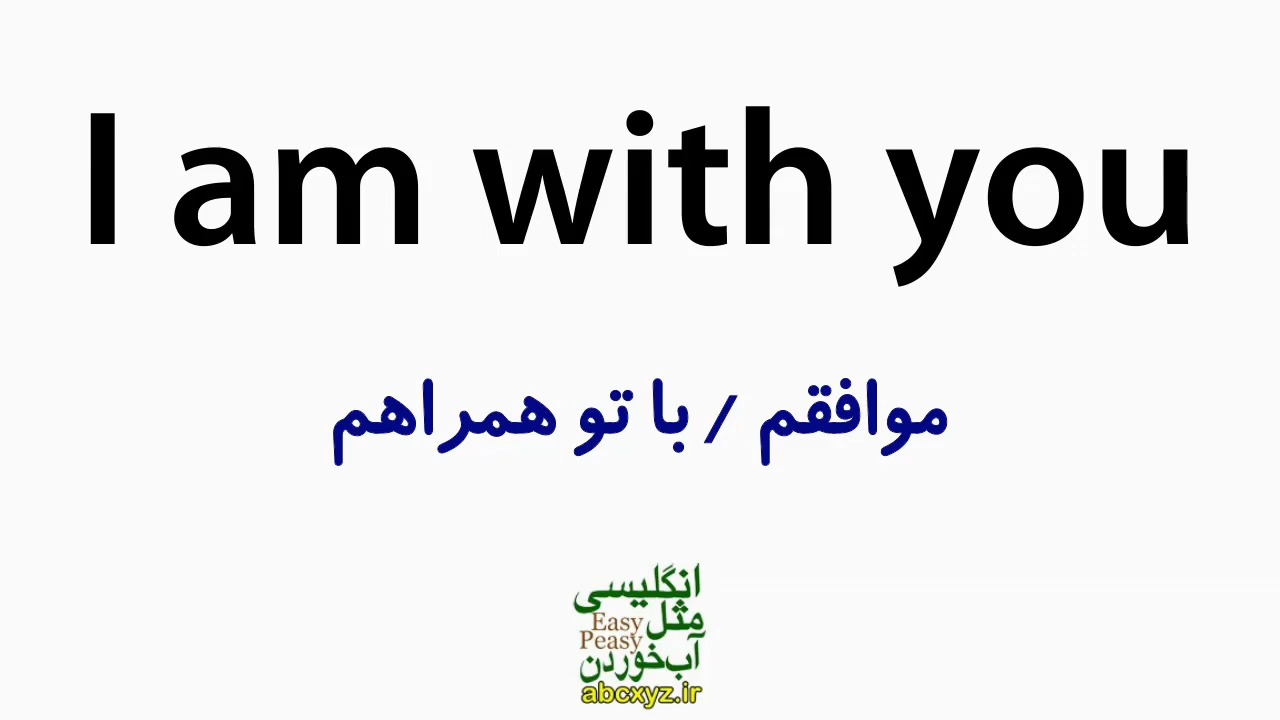 I am with you
موافقم / با تو همراهم
انگلیسی
مثل
Easy
Peasy
آب‌خوردن
abcxyz.ir